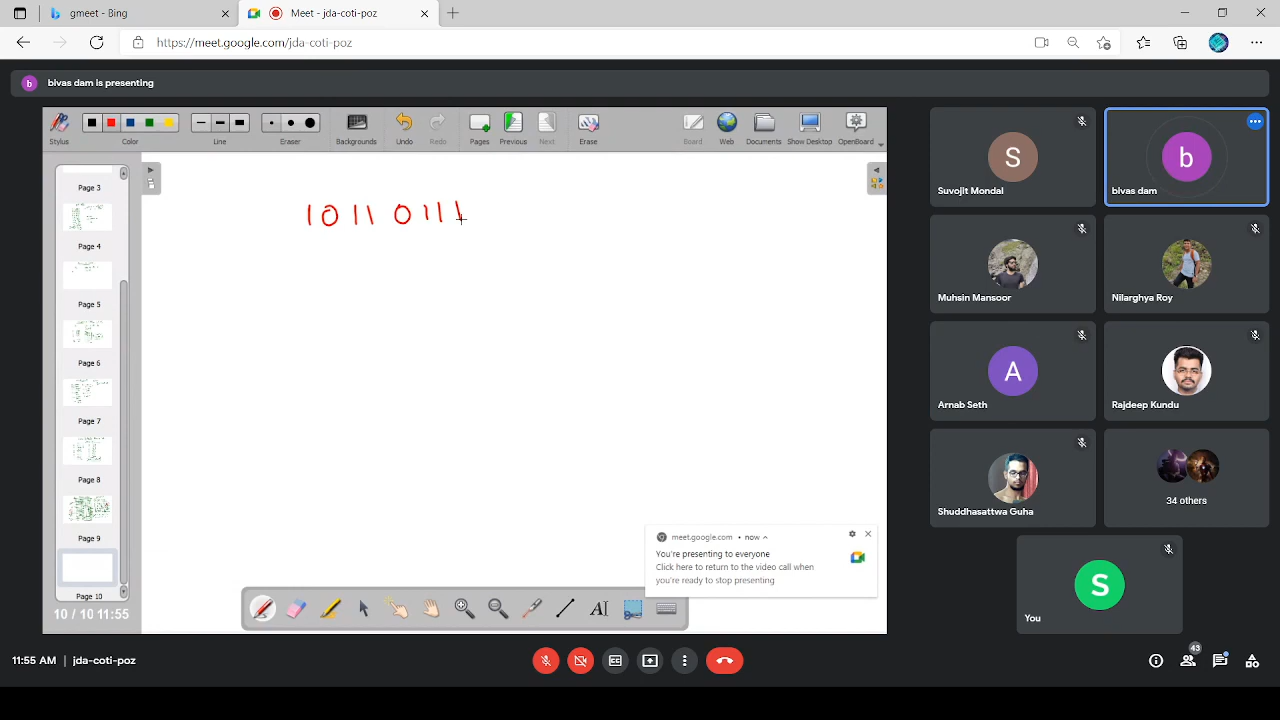 gmeet - Bing
Meet - jda-coti-poz
https://meet.google.com/jda-coti-poz
b
bivas dam is presenting
Stylus
Color
Line
Eraser
Backgrounds
Undo
Redo
Pages
Previous
Next
Erase
Board
Web
Documents
Show Desktop
OpenBoard
Page 3
Page 4
Page 5
Page 6
Page 7
Page 8
Page 9
Page 10
10 / 10 11:55
1011 0111
meet.google.com • now
You're presenting to everyone
Click here to return to the video call when
you're ready to stop presenting
S
Suvojit Mondal
b
bivas dam
Muhsin Mansoor
Nilarghya Roy
A
Arnab Seth
Rajdeep Kundu
Shuddhasattwa Guha
34 others
S
You
11:55 AM | jda-coti-poz
43